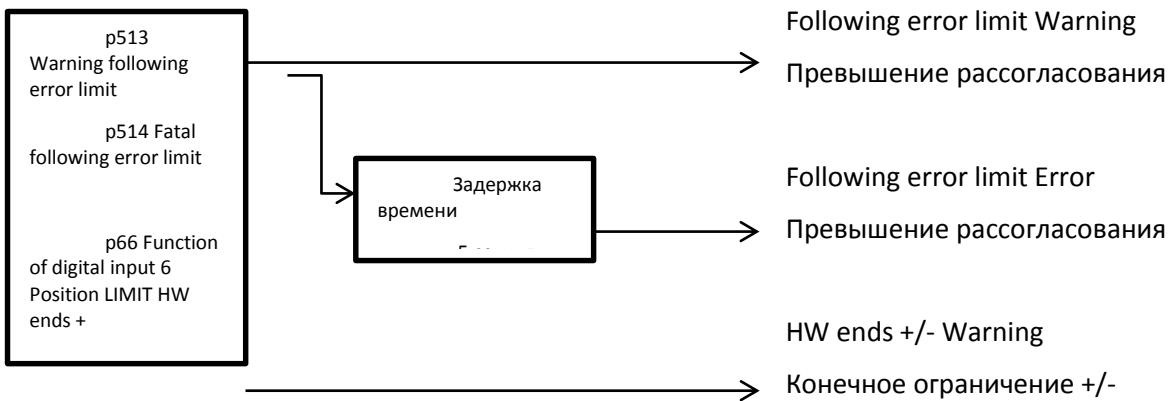 p513
Warning following
error limit
p514 Fatal
following error limit
p66 Function
of digital input 6
Position LIMIT HW
ends +
Задержка
времени
Following error limit Warning
Превышение рассогласования
Following error limit Error
Превышение рассогласования
HW ends +/- Warning
Конечное ограничение +/-